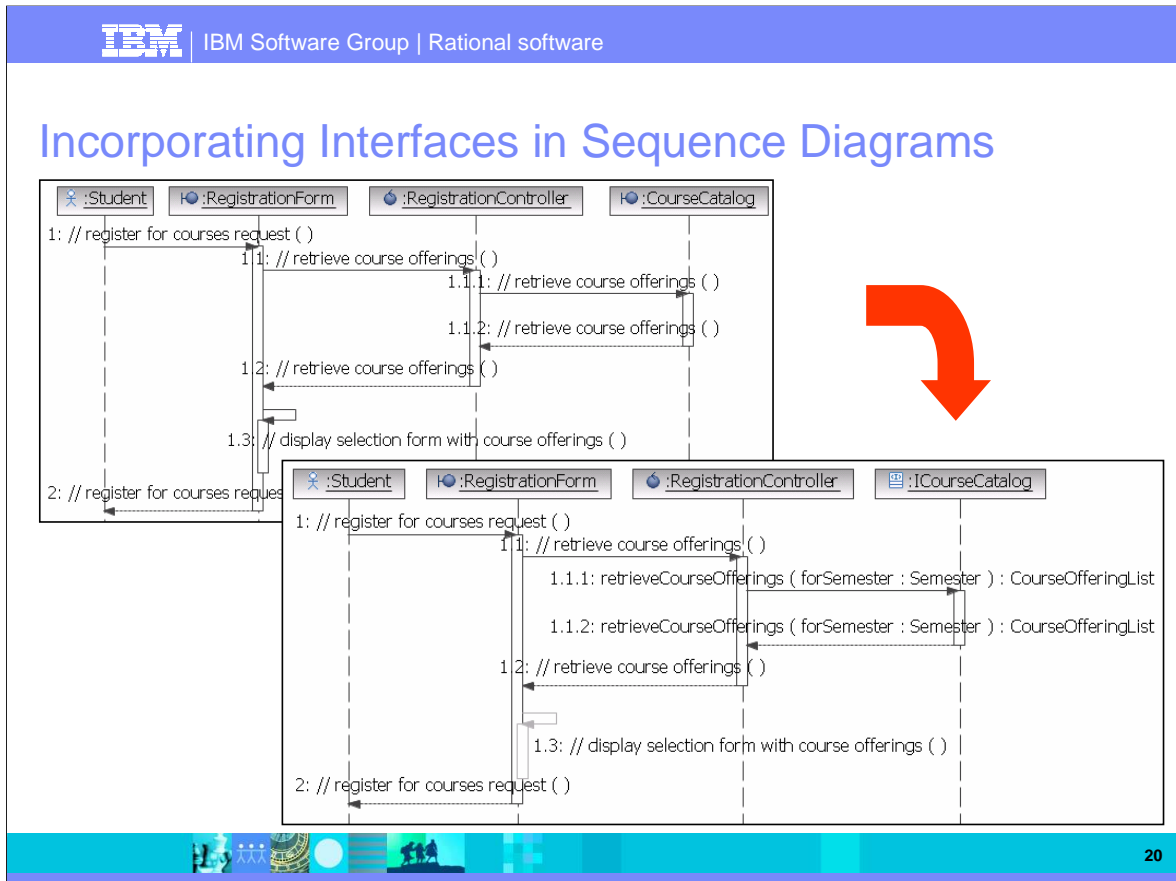 IBM
IBM Software Group | Rational software
Incorporating Interfaces in Sequence Diagrams
:Student
:RegistrationForm
:RegistrationController
:CourseCatalog
1: // register for courses request ( )
1.1: // retrieve course offerings ( )
1.1.1: // retrieve course offerings ( )
1.1.2: // retrieve course offerings ( )
1.2: // retrieve course offerings ( )
1.3: // display selection form with course offerings ( )
2: // register for courses reques
:Student
:RegistrationForm
:RegistrationController
:ICourseCatalog
1: // register for courses request ( )
1.1: // retrieve course offerings ( )
1.1.1: retrieveCourseOfferings ( forSemester : Semester ) : CourseOfferingList
1.1.2: retrieveCourseOfferings ( forSemester : Semester ) : CourseOfferingList
1.2: // retrieve course offerings ( )
1.3: // display selection form with course offerings ( )
2: // register for courses request ( )
20